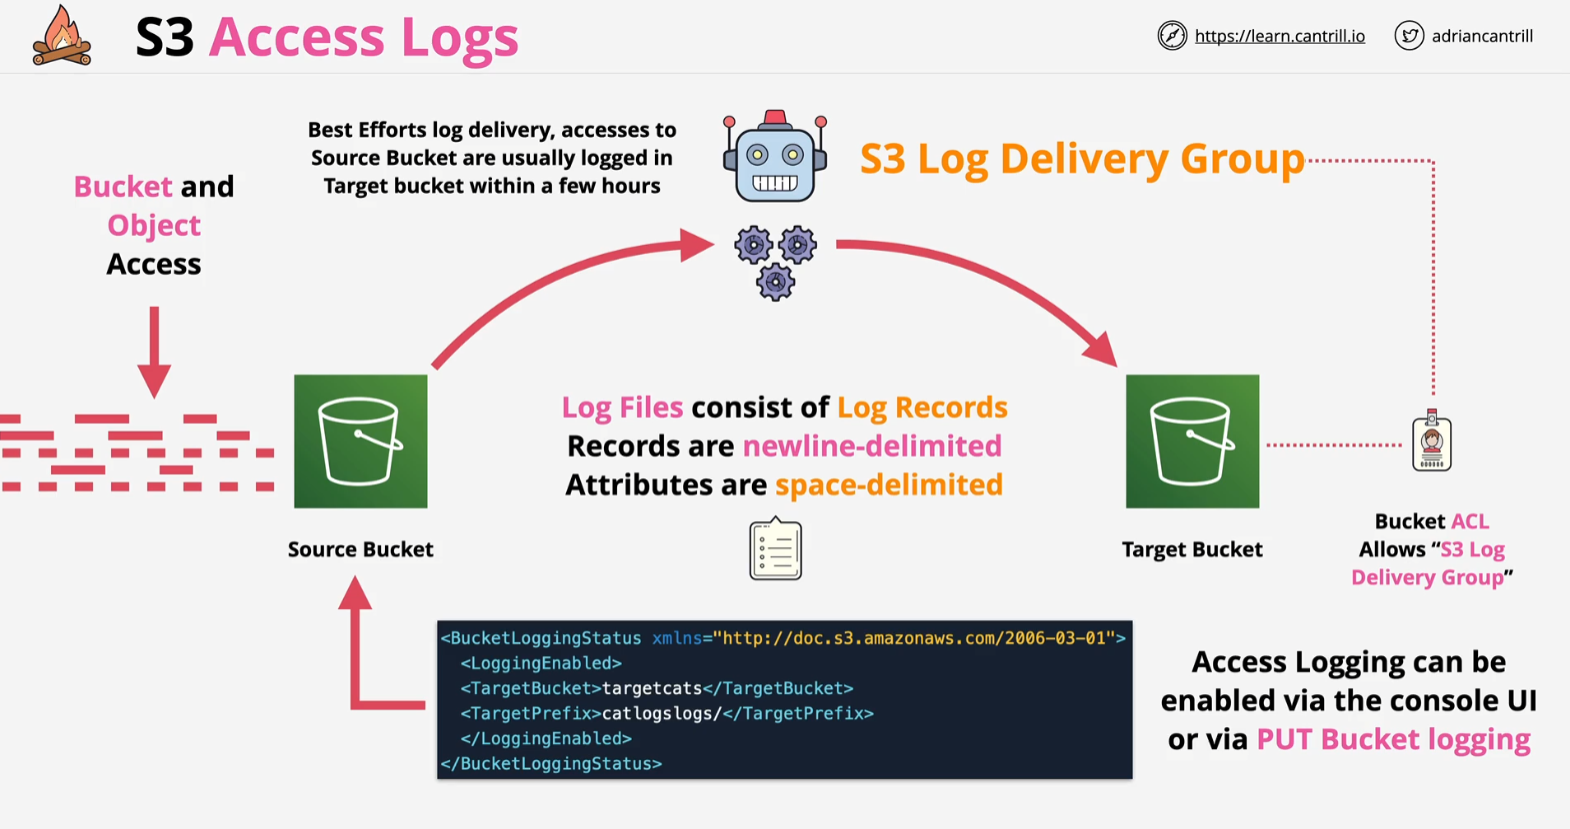 S3 Access Logs
https://learn.cantrill.io
adriancantrill
Best Efforts log delivery, accesses to
Source Bucket are usually logged in
Target bucket within a few hours
S3 Log Delivery Group
Bucket and
Object
Access
Log Files consist of Log Records
Records are newline-delimited
Attributes are space-delimited
Source Bucket
Target Bucket
Bucket ACL
Allows “S3 Log
Delivery Group”
<BucketLoggingStatus xmlns="http://doc.s3.amazonaws.com/2006-03-01">
<LoggingEnabled>
<TargetBucket>targetcats</TargetBucket>
<TargetPrefix>catlogslogs/</TargetPrefix>
</LoggingEnabled>
</BucketLoggingStatus>
Access Logging can be
enabled via the console UI
or via PUT Bucket logging